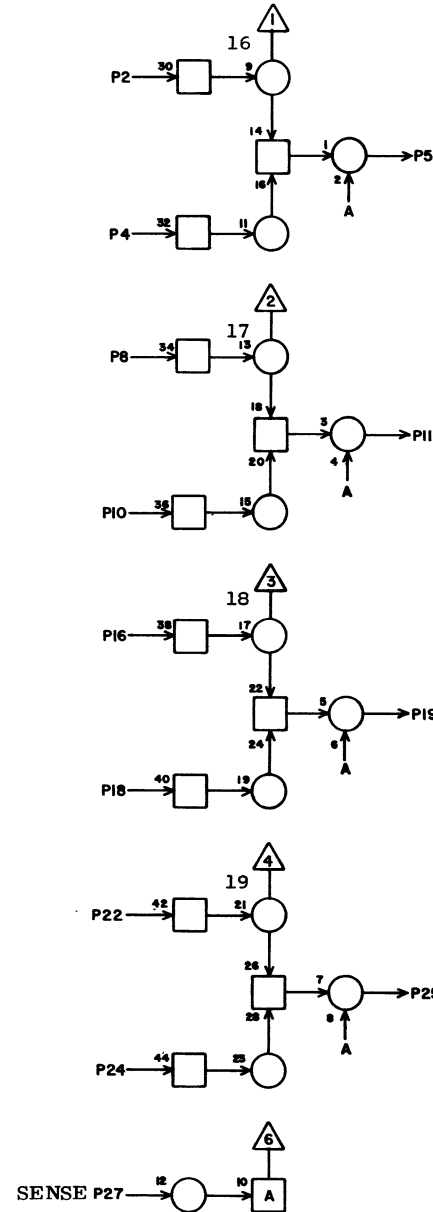 1
16
P2 30 9
14 1 P5
16 2
A
P4 32 11
2
17
P8 34 13
18 3 P11
20 4
A
P10 36 15
3
18
P16 38 17
22 5 P19
24 6
A
P18 40 19
4
19
P22 42 21
26 7 P25
28 8
A
P24 44 23
6
SENSE P27 12 10 A